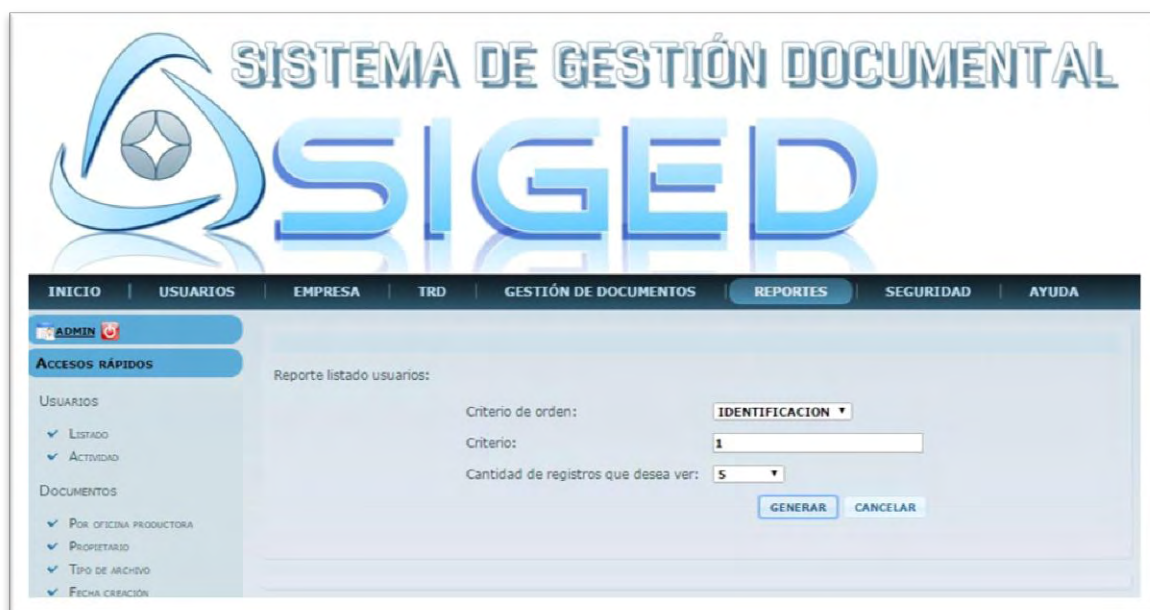 SISTEMA DE GESTIÓN DOCUMENTAL
SIGED
INICIO | USUARIOS | EMPRESA | TRD | GESTIÓN DE DOCUMENTOS | REPORTES | SEGURIDAD | AYUDA
ADMIN
ACCESOS RÁPIDOS
USUARIOS
LISTADO
ACTIVIDAD
DOCUMENTOS
POR OFICINA PRODUCTORA
PROPIETARIO
TIPO DE ARCHIVO
FECHA CREACIÓN
Reporte listado usuarios:
Criterio de orden: IDENTIFICACION
Criterio: 1
Cantidad de registros que desea ver: 5
GENERAR CANCELAR